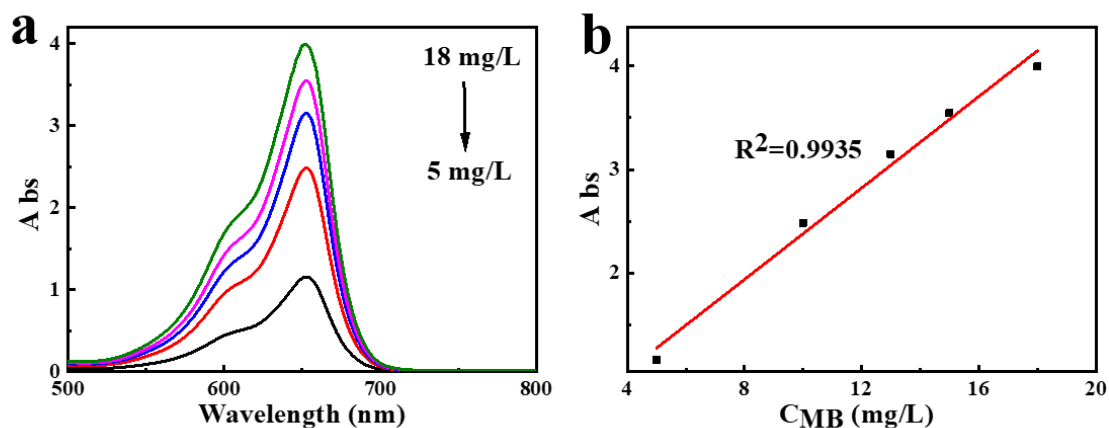 a
18 mg/L
5 mg/L
A bs
4
3
2
1
0
500 600 700 800
Wavelength (nm)
b
R²=0.9935
A bs
4
3
2
4 8 12 16 20
CMB (mg/L)